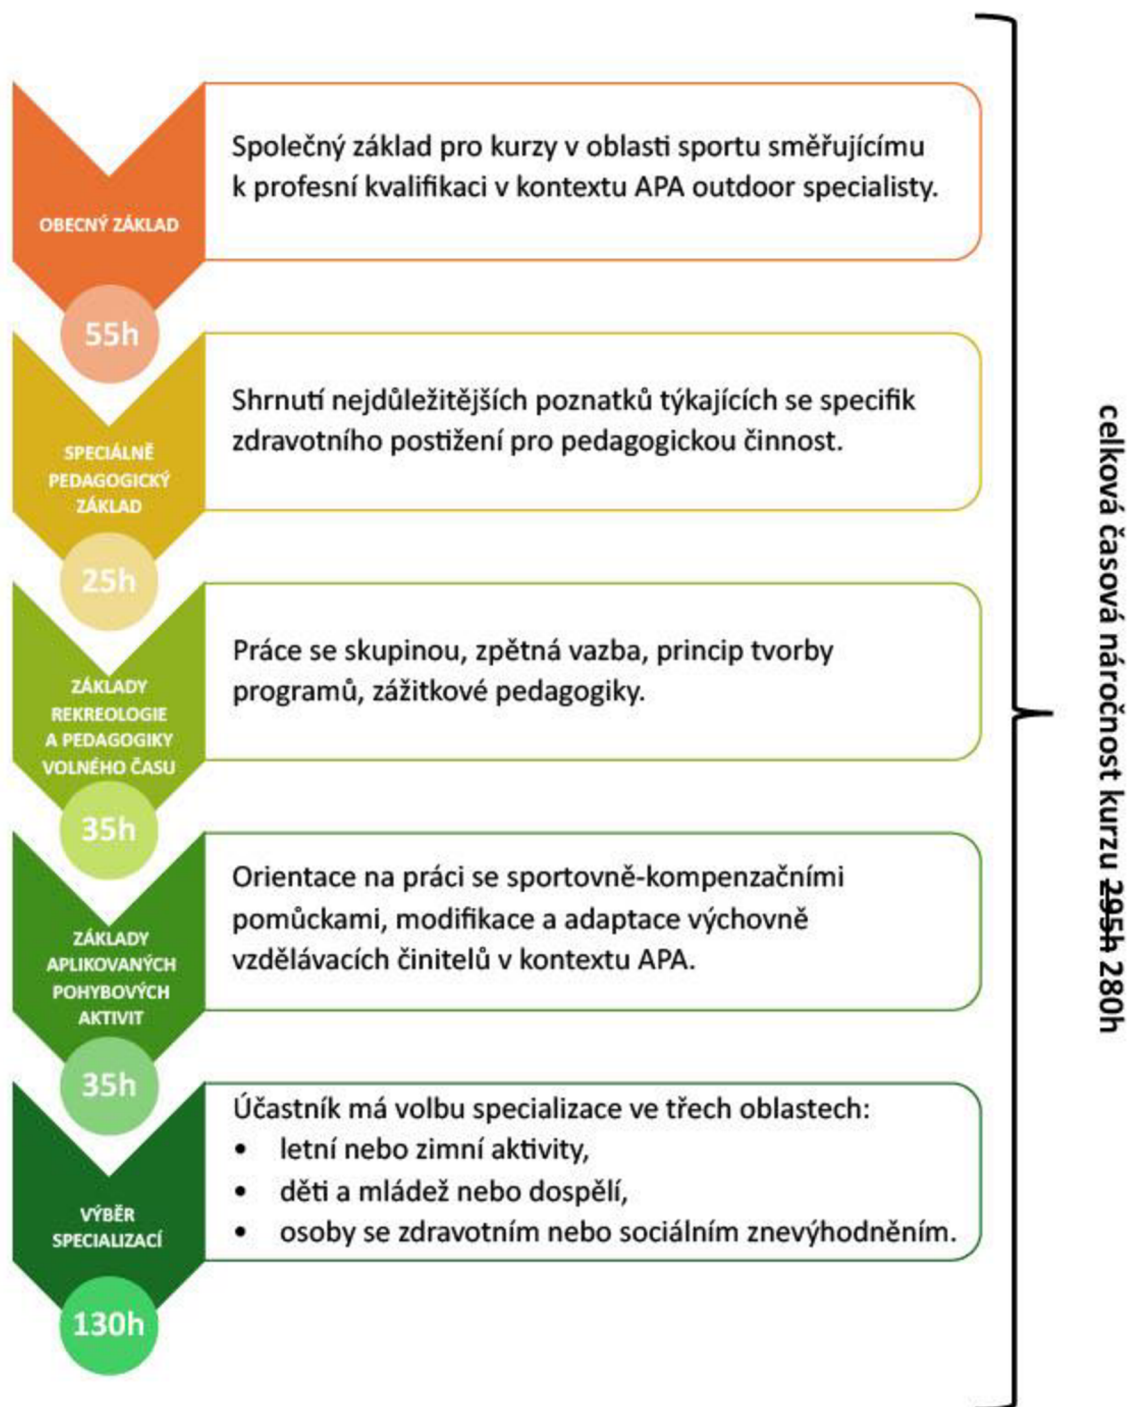 OBECNÝ ZÁKLAD
55h
Společný základ pro kurzy v oblasti sportu směřujícímu
k profesní kvalifikaci v kontextu APA outdoor specialisty.
SPECIÁLNĚ
PEDAGOGICKÝ
ZÁKLAD
25h
Shrnutí nejdůležitějších poznatků týkajících se specifik
zdravotního postižení pro pedagogickou činnost.
ZÁKLADY
REKREOLOGIE
A PEDAGOGIKY
VOLNÉHO ČASU
35h
Práce se skupinou, zpětná vazba, princip tvorby
programů, zážitkové pedagogiky.
ZÁKLADY
APLIKOVANÝCH
POHYBOVÝCH
AKTIVIT
35h
Orientace na práci se sportovně-kompenzačními
pomůckami, modifikace a adaptace výchovně
vzdělávacích činitelů v kontextu APA.
VÝBĚR
SPECIALIZACÍ
130h
Účastník má volbu specializace ve třech oblastech:
• letní nebo zimní aktivity,
• děti a mládež nebo dospělí,
• osoby se zdravotním nebo sociálním znevýhodněním.
celková časová náročnost kurzu 295h 280h